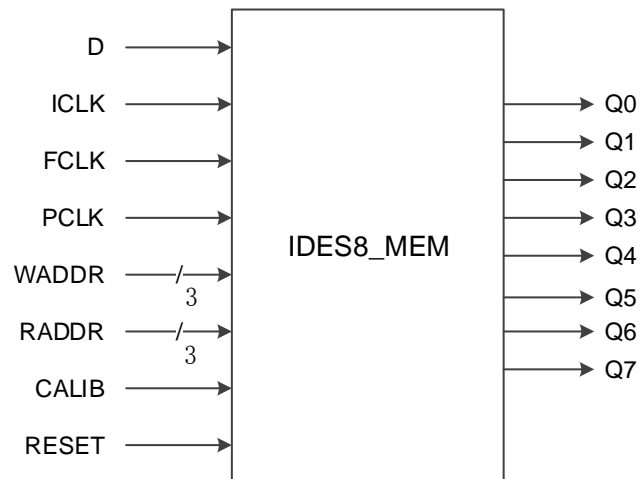 D
ICLK
FCLK
PCLK
WADDR
/
3
RADDR
/
3
CALIB
RESET
IDES8_MEM
Q0
Q1
Q2
Q3
Q4
Q5
Q6
Q7